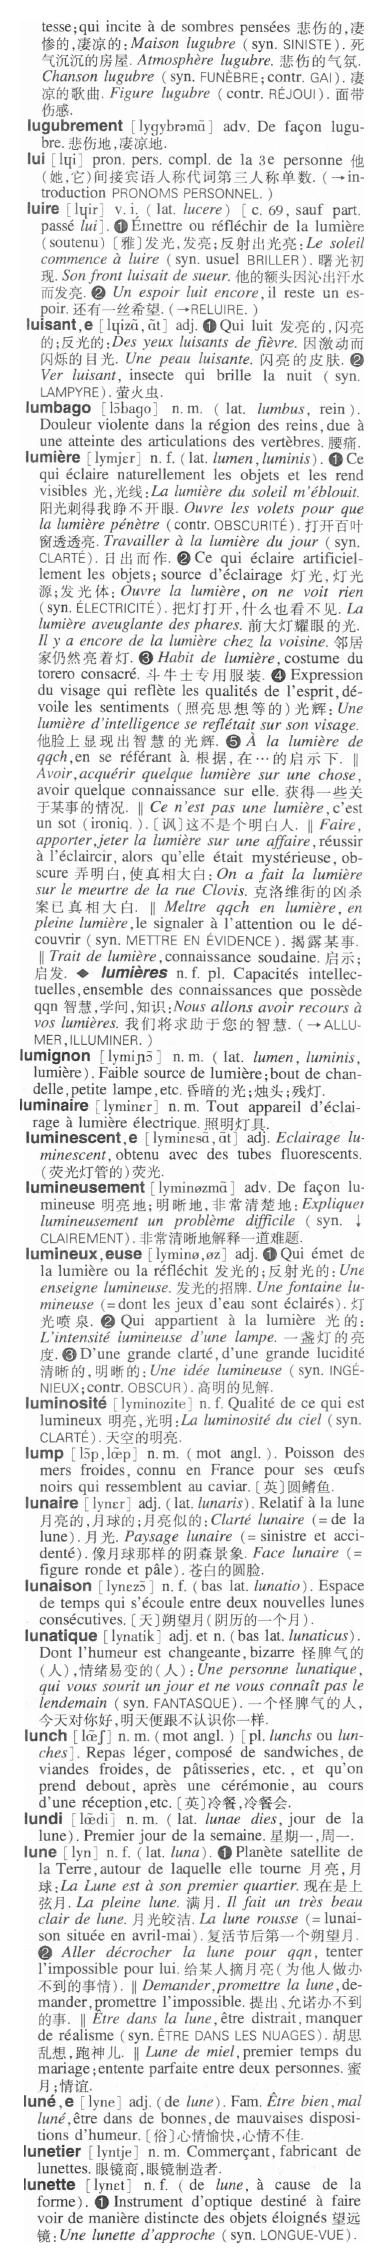 tesse; qui incite à de sombres pensées 悲伤的,凄
惨的,凄凉的: Maison lugubre (syn. SINISTE). 死
气沉沉的房屋. Atmosphère lugubre. 悲伤的气氛.
Chanson lugubre (syn. FUNÈBRE; contr. GAI). 凄
凉的歌曲. Figure lugubre (contr. RÉJOUI). 面带
伤感.
lugubrement [lygybrəmɑ̃] adv. De façon lugu-
bre. 悲伤地,凄凉地.
lui [lɥi] pron. pers. compl. de la 3e personne 他
(她,它)间接宾语人称代词第三人称单数. (→in-
troduction PRONOMS PERSONNEL.)
luire [lɥir] v. i. (lat. lucere) [c. 69, sauf part.
passé lui]. ❶ Émettre ou réfléchir de la lumière
(soutenu) [雅]发光,发亮;反射出光亮: Le soleil
commence à luire (syn. usuel BRILLER). 曙光初
现. Son front luisait de sueur. 他的额头因沁出汗水
而发亮. ❷ Un espoir luit encore, il reste un es-
poir. 还有一丝希望. (→RELUIRE.)
luisant,e [lɥizɑ̃, ɑ̃t] adj. ❶ Qui luit 发亮的,闪亮
的;反光的: Des yeux luisants de fièvre. 因激动而
闪烁的目光. Une peau luisante. 闪亮的皮肤. ❷
Ver luisant, insecte qui brille la nuit (syn.
LAMPYRE). 萤火虫.
lumbago [lɔ̃bago] n. m. (lat. lumbus, rein).
Douleur violente dans la région des reins, due à
une atteinte des articulations des vertèbres. 腰痛.
lumière [lymjɛr] n. f. (lat. lumen, luminis). ❶ Ce
qui éclaire naturellement les objets et les rend
visibles 光,光线: La lumière du soleil m'éblouit.
阳光刺得我睁不开眼. Ouvre les volets pour que
la lumière pénètre (contr. OBSCURITÉ). 打开百叶
窗透透亮. Travailler à la lumière du jour (syn.
CLARTÉ). 日出而作. ❷ Ce qui éclaire artificiel-
lement les objets; source d'éclairage 灯光,灯光
源;发光体: Ouvre la lumière, on ne voit rien
(syn. ÉLECTRICITÉ). 把灯打开,什么也看不见. La
lumière aveuglante des phares. 前大灯耀眼的光.
Il y a encore de la lumière chez la voisine. 邻居
家仍然亮着灯. ❸ Habit de lumière, costume du
torero consacré. 斗牛士专用服装. ❹ Expression
du visage qui reflète les qualités de l'esprit, dé-
voile les sentiments (照亮思想等的)光辉: Une
lumière d'intelligence se reflétait sur son visage.
他脸上显现出智慧的光辉. ❺ À la lumière de
qqch, en se référant à. 根据,在…的启示下. ‖
Avoir, acquérir quelque lumière sur une chose,
avoir quelque connaissance sur elle. 获得一些关
于某事的情况. ‖ Ce n'est pas une lumière, c'est
un sot (ironiq.). [讽]这不是个明白人. ‖ Faire,
apporter, jeter la lumière sur une affaire, réussir
à l'éclaircir, alors qu'elle était mystérieuse, ob-
scure 弄明白,使真相大白: On a fait la lumière
sur le meurtre de la rue Clovis. 克洛维街的凶杀
案已真相大白. ‖ Meltre qqch en lumière, en
pleine lumière, le signaler à l'attention ou le dé-
couvrir (syn. METTRE EN ÉVIDENCE). 揭露某事.
‖ Trait de lumière, connaissance soudaine. 启示;
启发. ◆ lumières n. f. pl. Capacités intellec-
tuelles, ensemble des connaissances que possède
qqn 智慧,学问,知识: Nous allons avoir recours à
vos lumières. 我们将求助于您的智慧. (→ALLU-
MER, ILLUMINER.)
lumignon [lymiɲɔ̃] n. m. (lat. lumen, luminis,
lumière). Faible source de lumière; bout de chan-
delle, petite lampe, etc. 昏暗的光;烛头;残灯.
luminaire [lyminɛr] n. m. Tout appareil d'éclai-
rage à lumière électrique. 照明灯具.
luminescent,e [lyminɛsɑ̃, ɑ̃t] adj. Eclairage lu-
minescent, obtenu avec des tubes fluorescents.
(荧光灯管的)荧光.
lumineusement [lyminøzmɑ̃] adv. De façon lu-
mineuse 明亮地;明晰地,非常清楚地: Expliquer
lumineusement un problème difficile (syn. ↓
CLAIREMENT). 非常清晰地解释一道难题.
lumineux,euse [lyminø, øz] adj. ❶ Qui émet de
la lumière ou la réfléchit 发光的;反射光的: Une
enseigne lumineuse. 发光的招牌. Une fontaine lu-
mineuse (=dont les jeux d'eau sont éclairés). 灯
光喷泉. ❷ Qui appartient à la lumière 光的:
L'intensité lumineuse d'une lampe. 一盏灯的亮
度. ❸ D'une grande clarté, d'une grande lucidité
清晰的,明晰的: Une idée lumineuse (syn. INGÉ-
NIEUX; contr. OBSCUR). 高明的见解.
luminosité [lyminozite] n. f. Qualité de ce qui est
lumineux 明亮,光明: La luminosité du ciel (syn.
CLARTÉ). 天空的明亮.
lump [lɔ̃p, lœ̃p] n. m. (mot angl.). Poisson des
mers froides, connu en France pour ses œufs
noirs qui ressemblent au caviar. [英]圆鳍鱼.
lunaire [lynɛr] adj. (lat. lunaris). Relatif à la lune
月亮的,月球的;月亮似的: Clarté lunaire (=de la
lune). 月光. Paysage lunaire (=sinistre et acci-
denté). 像月球那样的阴森景象. Face lunaire (=
figure ronde et pâle). 苍白的圆脸.
lunaison [lynɛzɔ̃] n. f. (bas lat. lunatio). Espace
de temps qui s'écoule entre deux nouvelles lunes
consécutives. [天]朔望月(阴历的一个月).
lunatique [lynatik] adj. et n. (bas lat. lunaticus).
Dont l'humeur est changeante, bizarre 怪脾气的
(人),情绪易变的(人): Une personne lunatique,
qui vous sourit un jour et ne vous connaît pas le
lendemain (syn. FANTASQUE). 一个怪脾气的人,
今天对你好,明天便跟不认识你一样.
lunch [lœ̃ʃ] n. m. (mot angl.) [pl. lunchs ou lun-
ches]. Repas léger, composé de sandwiches, de
viandes froides, de pâtisseries, etc., et qu'on
prend debout, après une cérémonie, au cours
d'une réception, etc. [英]冷餐,冷餐会.
lundi [lœ̃di] n. m. (lat. lunae dies, jour de la
lune). Premier jour de la semaine. 星期一,周一.
lune [lyn] n. f. (lat. luna). ❶ Planète satellite de
la Terre, autour de laquelle elle tourne 月亮,月
球: La Lune est à son premier quartier. 现在是上
弦月. La pleine lune. 满月. Il fait un très beau
clair de lune. 月光皎洁. La lune rousse (=lunai-
son située en avril-mai). 复活节后第一个朔望月.
❷ Aller décrocher la lune pour qqn, tenter
l'impossible pour lui. 给某人摘月亮(为他人做办
不到的事情). ‖ Demander, promettre la lune, de-
mander, promettre l'impossible. 提出、允诺办不到
的事. ‖ Être dans la lune, être distrait, manquer
de réalisme (syn. ÊTRE DANS LES NUAGES). 胡思
乱想,跑神儿. ‖ Lune de miel, premier temps du
mariage; entente parfaite entre deux personnes. 蜜
月;情谊.
luné,e [lyne] adj. (de lune). Fam. Être bien, mal
luné, être dans de bonnes, de mauvaises disposi-
tions d'humeur. [俗]心情愉快,心情不佳.
lunetier [lyntje] n. m. Commerçant, fabricant de
lunettes. 眼镜商,眼镜制造者.
lunette [lynɛt] n. f. (de lune, à cause de la
forme). ❶ Instrument d'optique destiné à faire
voir de manière distincte des objets éloignés 望远
镜: Une lunette d'approche (syn. LONGUE-VUE).